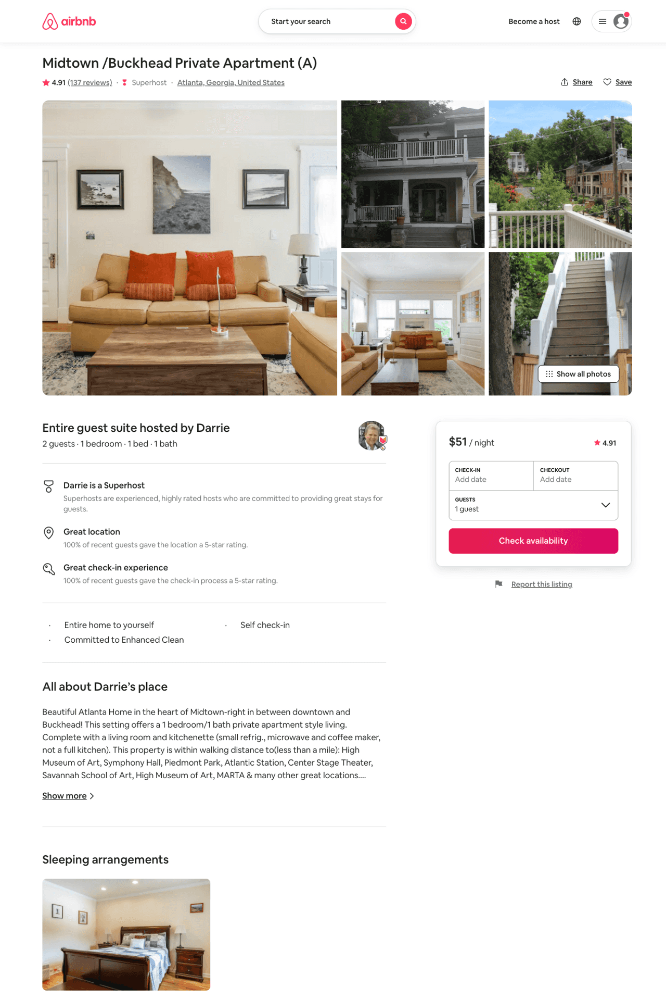 airbnb
Start your search
Become a host
Midtown /Buckhead Private Apartment (A)
4.91 (137 reviews) · Superhost · Atlanta, Georgia, United States
Share
Save
Show all photos
Entire guest suite hosted by Darrie
2 guests · 1 bedroom · 1 bed · 1 bath
Darrie is a Superhost
Superhosts are experienced, highly rated hosts who are committed to providing great stays for
guests.
Great location
100% of recent guests gave the location a 5-star rating.
Great check-in experience
100% of recent guests gave the check-in process a 5-star rating.
· Entire home to yourself
· Self check-in
· Committed to Enhanced Clean
All about Darrie’s place
Beautiful Atlanta Home in the heart of Midtown-right in between downtown and
Buckhead! This setting offers a 1 bedroom/1 bath private apartment style living.
Complete with a living room and kitchenette (small refrig., microwave and coffee maker,
not a full kitchen). This property is within walking distance to(less than a mile): High
Museum of Art, Symphony Hall, Piedmont Park, Atlantic Station, Center Stage Theater,
Savannah School of Art, High Museum of Art, MARTA & many other great locations....
Show more
Sleeping arrangements
$51 / night
4.91
CHECK-IN
Add date
CHECKOUT
Add date
GUESTS
1 guest
Check availability
Report this listing